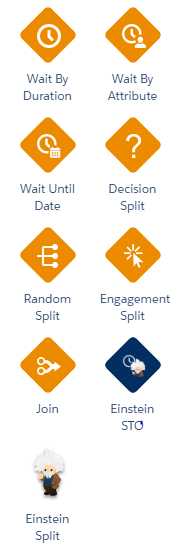 Wait By
Duration
Wait By
Attribute
Wait Until
Date
Decision
Split
Random
Split
Engagement
Split
Join
Einstein
STO
Einstein
Split